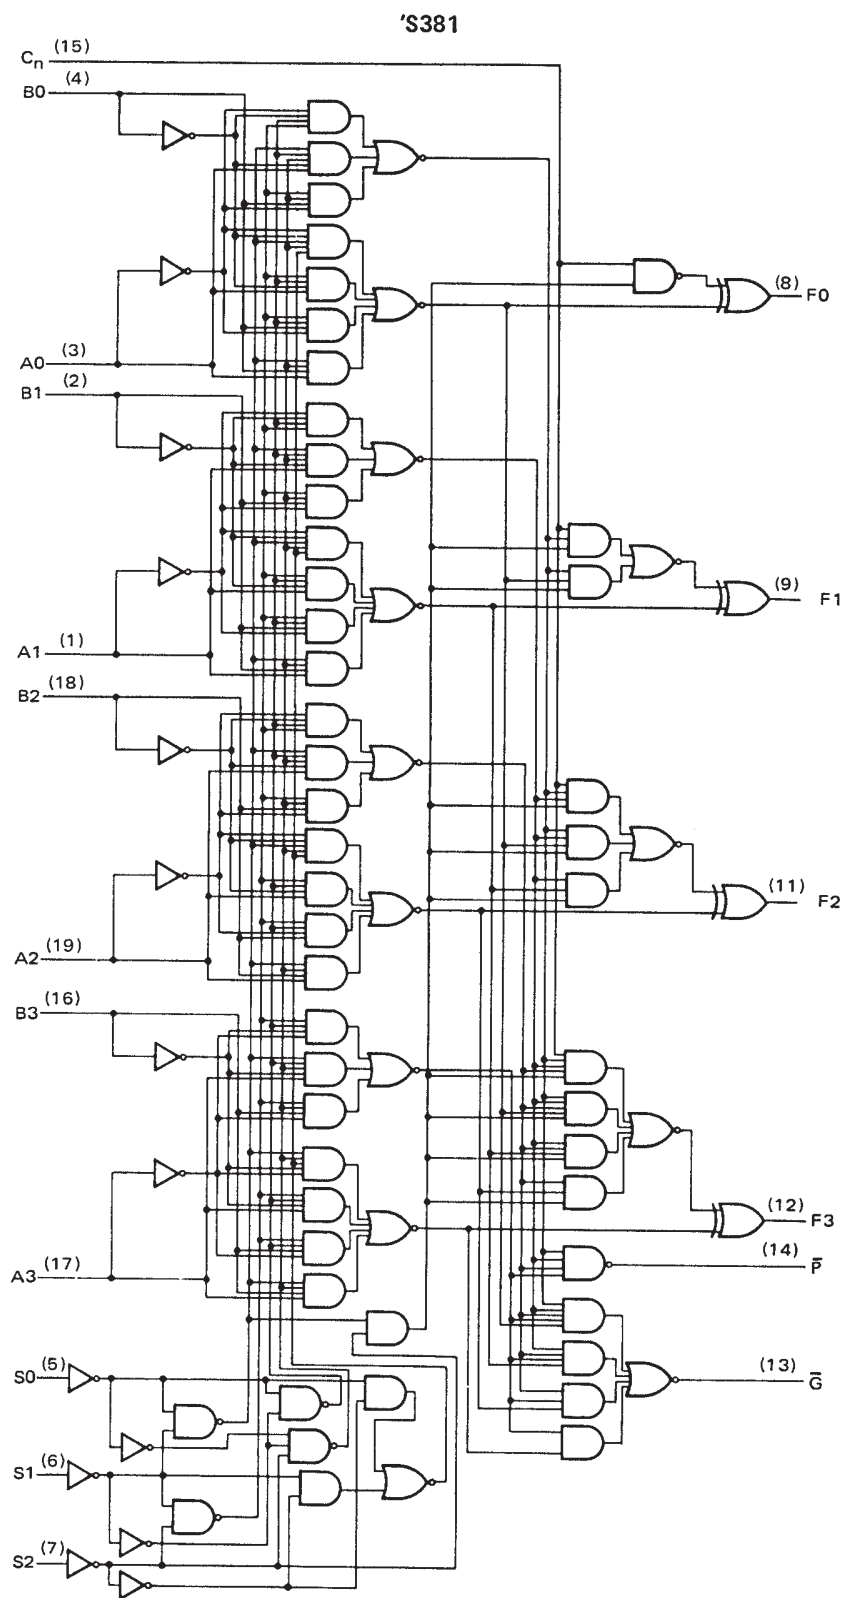 'S381
Cn (15)
B0 (4)
(8) F0
A0 (3)
B1 (2)
(9) F1
A1 (1)
B2 (18)
(11) F2
A2 (19)
B3 (16)
(12) F3
(14) P̅
A3 (17)
(13) G̅
S0 (5)
S1 (6)
S2 (7)